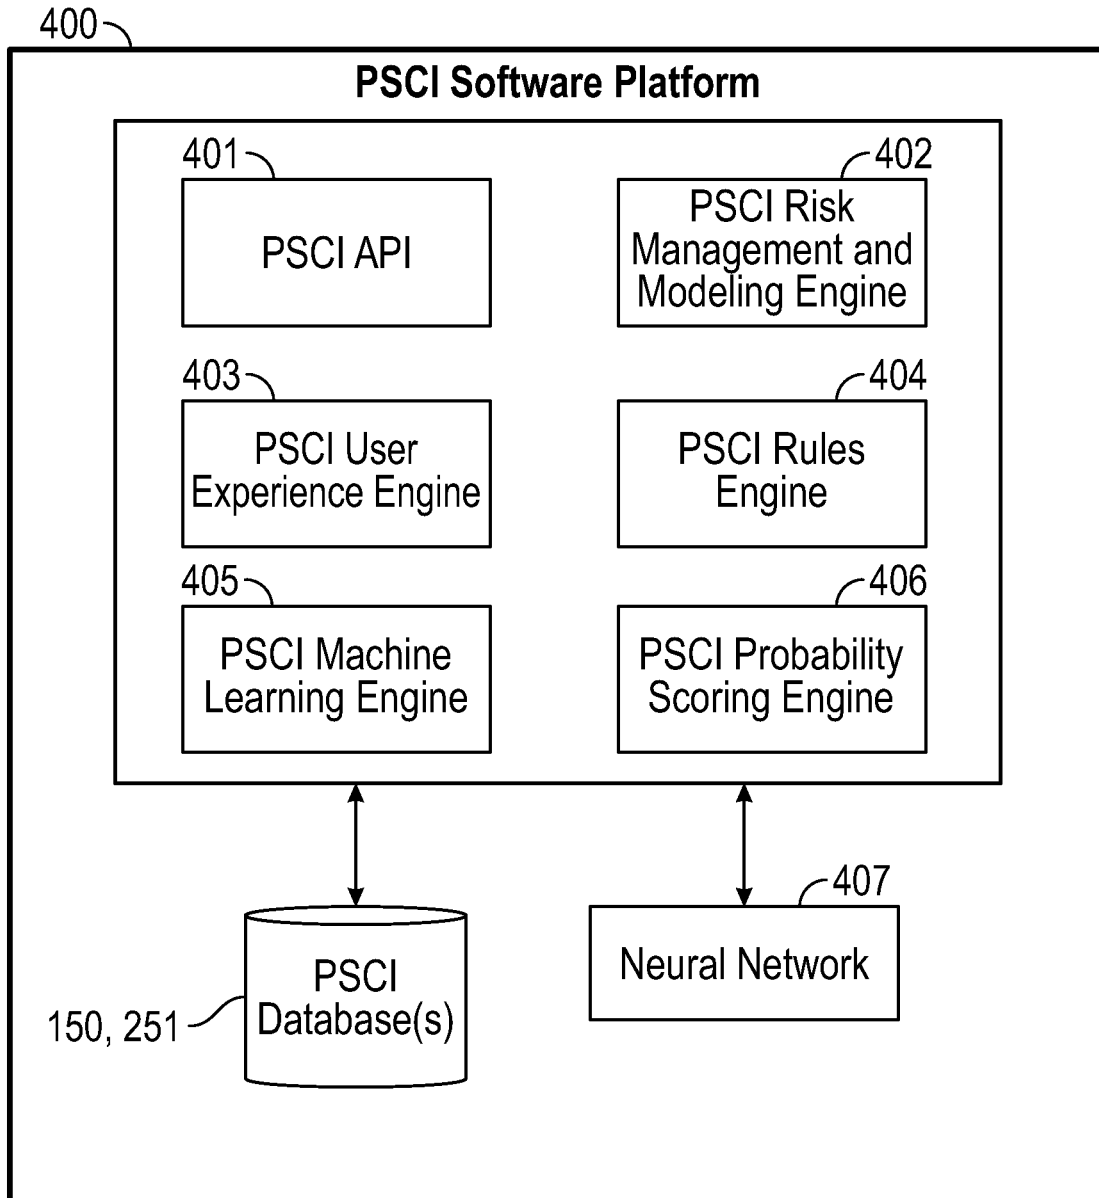 400
PSCI Software Platform
401
PSCI API
402
PSCI Risk
Management and
Modeling Engine
403
PSCI User
Experience Engine
404
PSCI Rules
Engine
405
PSCI Machine
Learning Engine
406
PSCI Probability
Scoring Engine
150, 251
PSCI
Database(s)
407
Neural Network